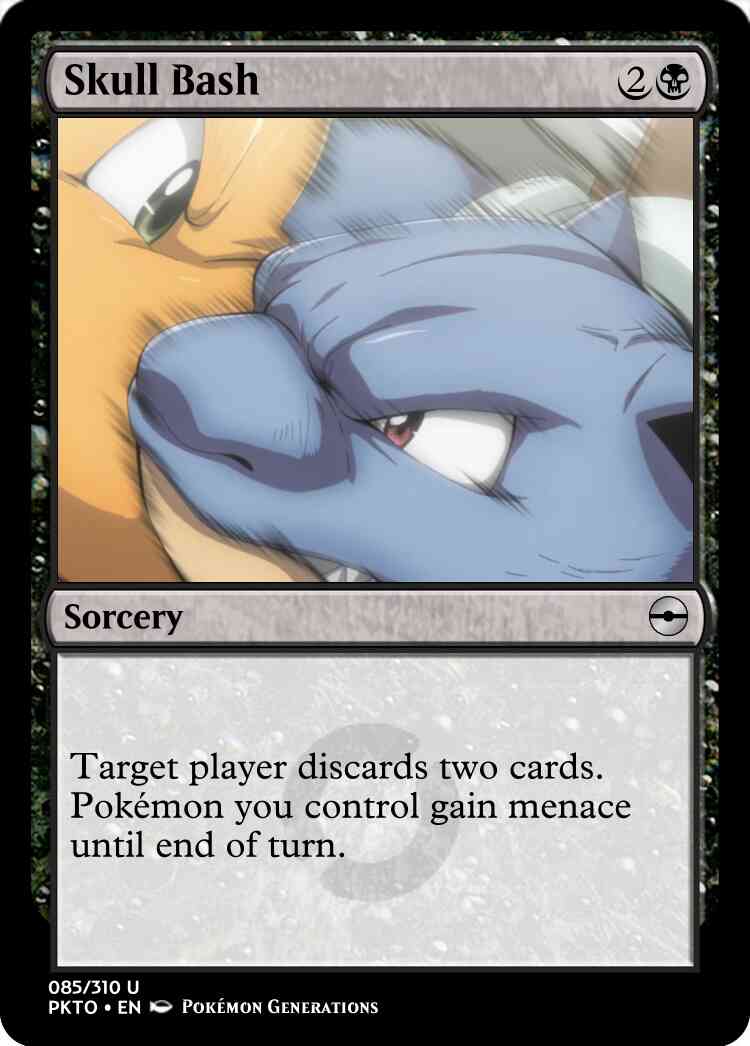 Skull Bash 2
Sorcery
Target player discards two cards.
Pokémon you control gain menace
until end of turn.
085/310 U
PKTO • EN Pokémon Generations